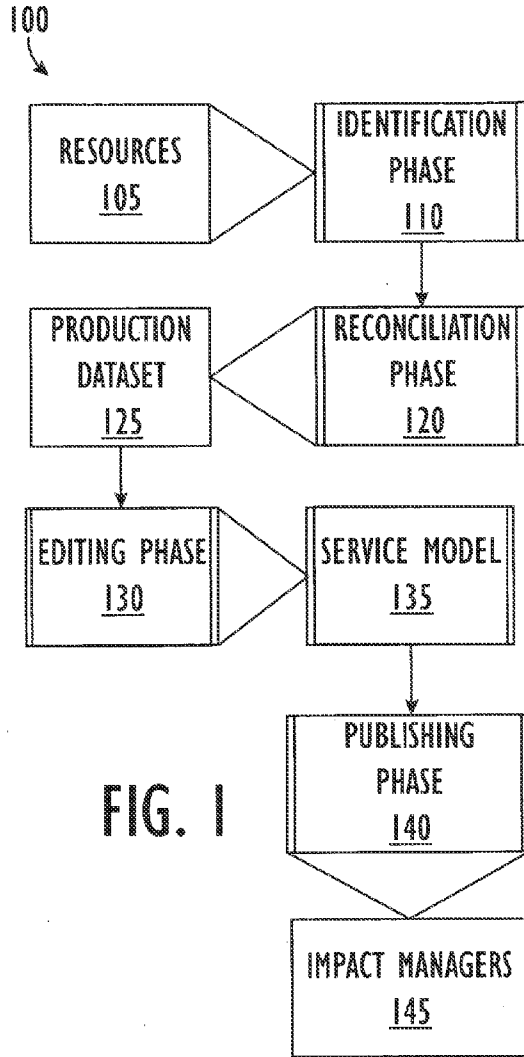 100
RESOURCES
105
IDENTIFICATION
PHASE
110
PRODUCTION
DATASET
125
RECONCILIATION
PHASE
120
EDITING PHASE
130
SERVICE MODEL
135
PUBLISHING
PHASE
140
FIG. 1
IMPACT MANAGERS
145